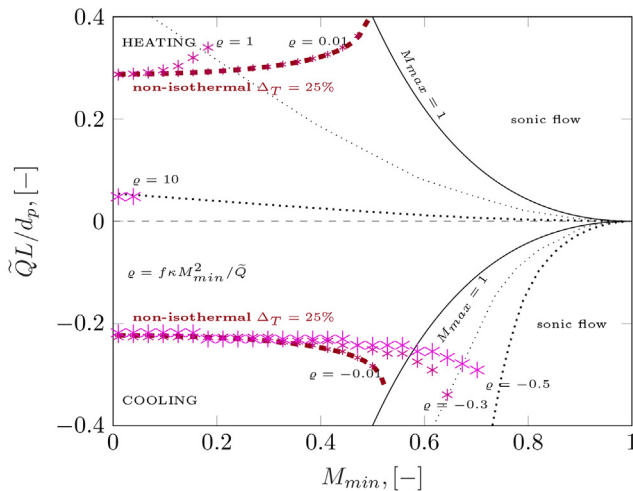 0.4
HEATING
ϱ = 1
ϱ = 0.01
non-isothermal Δ_T = 25%
M_max = 1
sonic flow
0.2
ϱ = 10
0
ϱ = fκM²_min/Q̃
non-isothermal Δ_T = 25%
M_max = 1
−0.2
sonic flow
ϱ = −0.01
ϱ = −0.5
ϱ = −0.3
COOLING
−0.4
0 0.2 0.4 0.6 0.8 1
M_min, [−]
Q̃L/d_p, [−]